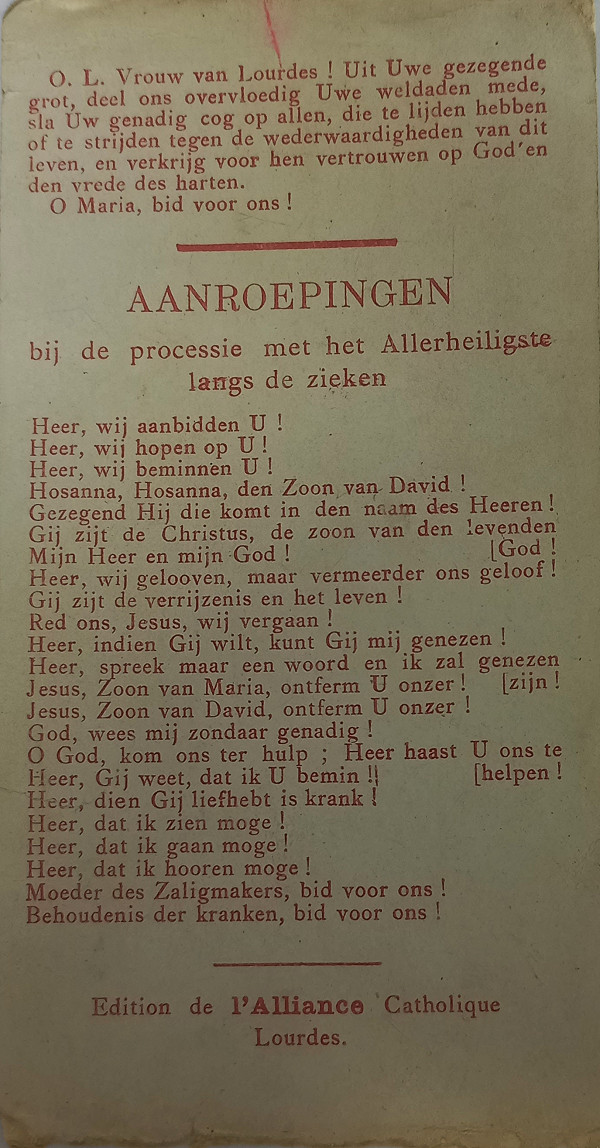 O. L. Vrouw van Lourdes ! Uit Uwe gezegende
grot, deel ons overvloedig Uwe weldaden mede,
sla Uw genadig cog op allen, die te lijden hebben
of te strijden tegen de wederwaardigheden van dit
leven, en verkrijg voor hen vertrouwen op God'en
den vrede des harten.
O Maria, bid voor ons !
AANROEPINGEN
bij de processie met het Allerheiligste
langs de zieken
Heer, wij aanbidden U !
Heer, wij hopen op U !
Heer, wij beminnen U !
Hosanna, Hosanna, den Zoon van David !
Gezegend Hij die komt in den naam des Heeren !
Gij zijt de Christus, de zoon van den levenden
Mijn Heer en mijn God ! [God !
Heer, wij gelooven, maar vermeerder ons geloof !
Gij zijt de verrijzenis en het leven !
Red ons, Jesus, wij vergaan !
Heer, indien Gij wilt, kunt Gij mij genezen !
Heer, spreek maar een woord en ik zal genezen
Jesus, Zoon van Maria, ontferm U onzer ! [zijn !
Jesus, Zoon van David, ontferm U onzer !
God, wees mij zondaar genadig !
O God, kom ons ter hulp ; Heer haast U ons te
Heer, Gij weet, dat ik U bemin ! [helpen !
Heer, dien Gij liefhebt is krank !
Heer, dat ik zien moge !
Heer, dat ik gaan moge !
Heer, dat ik hooren moge !
Moeder des Zaligmakers, bid voor ons !
Behoudenis der kranken, bid voor ons !
Edition de l'Alliance Catholique
Lourdes.